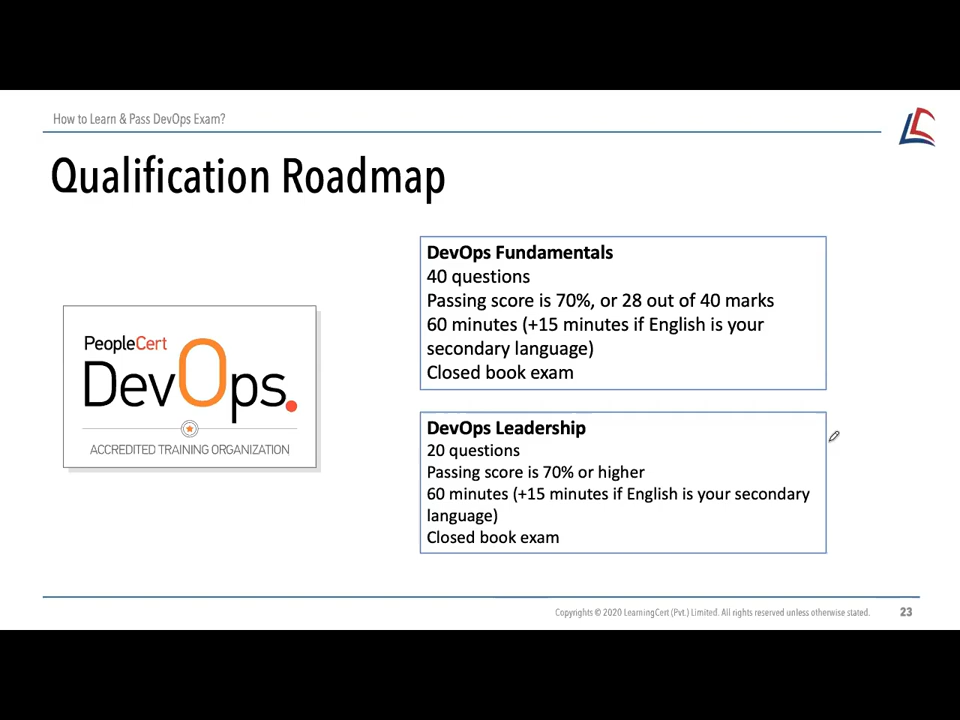 How to Learn & Pass DevOps Exam?
Qualification Roadmap
PeopleCert
DevOps.
ACCREDITED TRAINING ORGANIZATION
DevOps Fundamentals
40 questions
Passing score is 70%, or 28 out of 40 marks
60 minutes (+15 minutes if English is your
secondary language)
Closed book exam
DevOps Leadership
20 questions
Passing score is 70% or higher
60 minutes (+15 minutes if English is your secondary
language)
Closed book exam
Copyrights © 2020 LearningCert (Pvt.) Limited. All rights reserved unless otherwise stated.
23